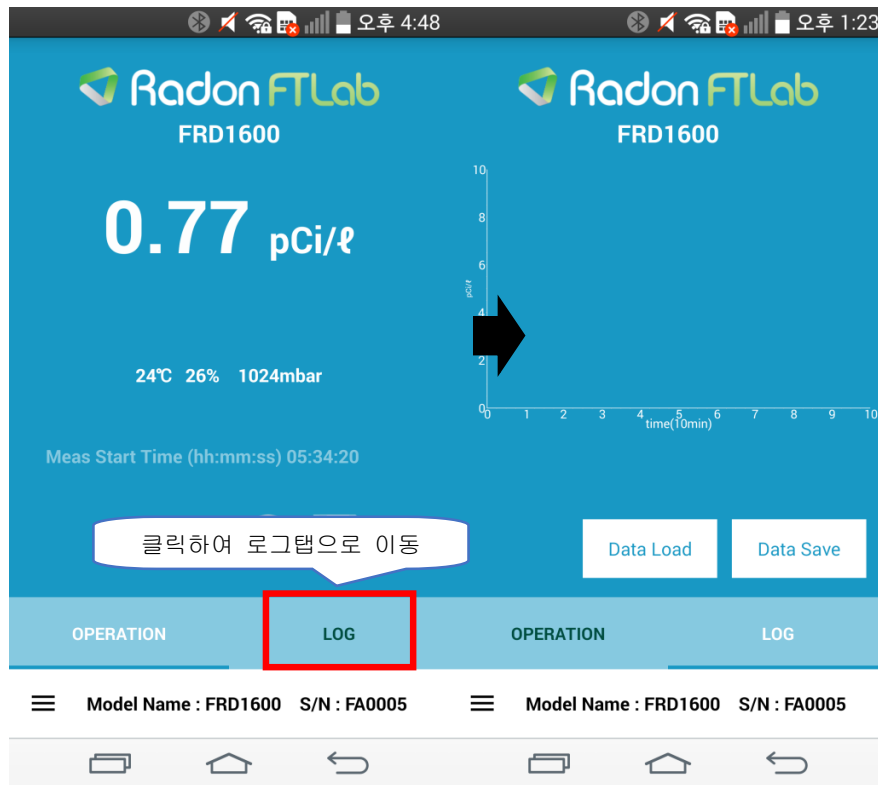 오후 4:48
Radon FTLab
FRD1600
0.77 pCi/ℓ
24℃ 26% 1024mbar
Meas Start Time (hh:mm:ss) 05:34:20
클릭하여 로그탭으로 이동
OPERATION LOG
Model Name : FRD1600 S/N : FA0005
오후 1:23
Radon FTLab
FRD1600
10
8
6
pCi/ℓ
4
2
0
0 1 2 3 4 5 6 7 8 9 10
time(10min)
Data Load Data Save
OPERATION LOG
Model Name : FRD1600 S/N : FA0005